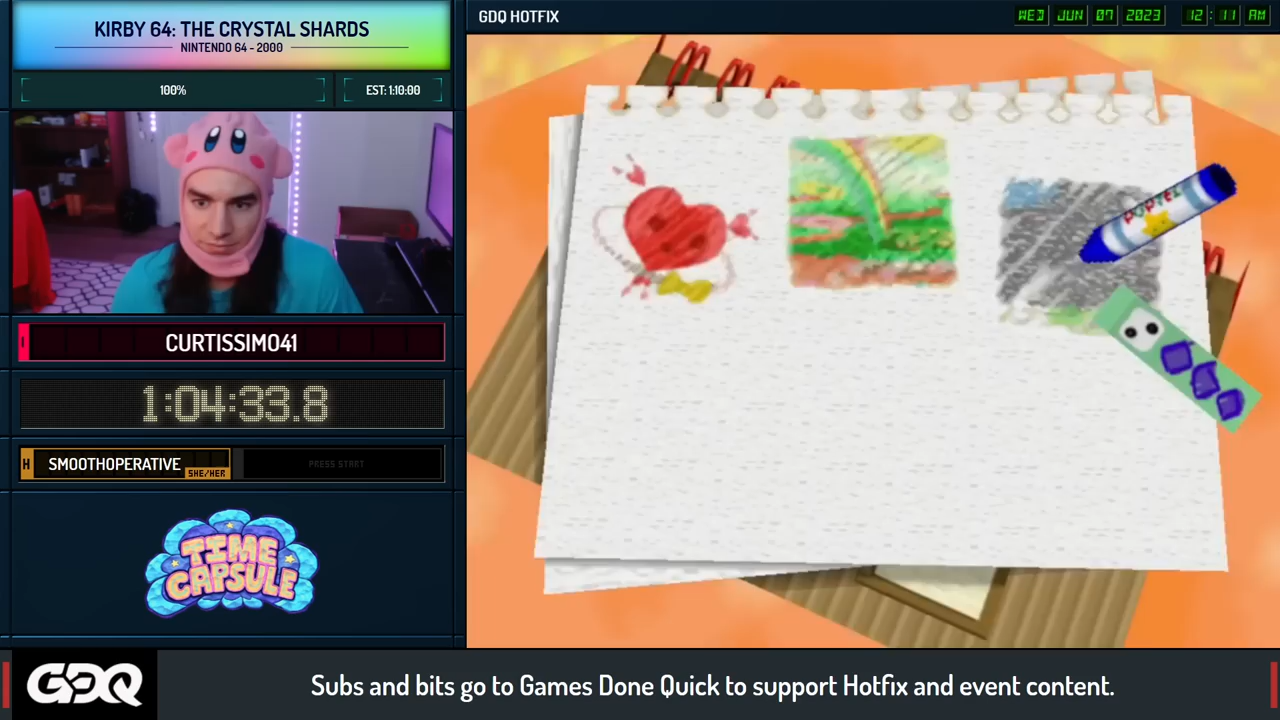 KIRBY 64: THE CRYSTAL SHARDS
NINTENDO 64 - 2000
100%
EST: 1:10:00
CURTISSIMO41
1:04:33.8
H SMOOTHOPERATIVE SHE/HER
PRESS START
TIME
CAPSULE
GDQ HOTFIX
WED JUN 07 2023 12:11 AM
GDQ
Subs and bits go to Games Done Quick to support Hotfix and event content.